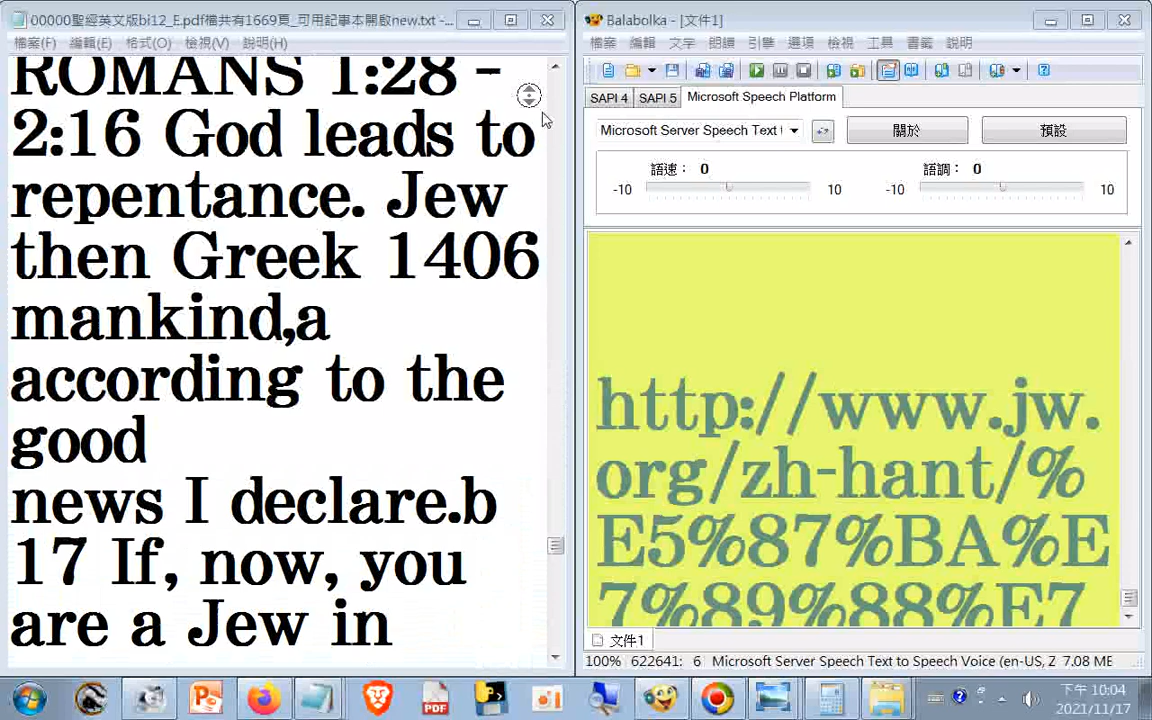 00000聖經英文版bi12_E.pdf檔共有1669頁_可用記事本開啟new.txt -...
檔案(F) 編輯(E) 格式(O) 檢視(V) 說明(H)
ROMANS 1:28 -
2:16 God leads to
repentance. Jew
then Greek 1406
mankind,a
according to the
good
news I declare.b
17 If, now, you
are a Jew in
Balabolka - [文件1]
檔案 編輯 文字 朗讀 引擎 選項 檢視 工具 書籤 說明
SAPI 4 SAPI 5 Microsoft Speech Platform
Microsoft Server Speech Text 關於 預設
語速： 0 語調： 0
-10 10 -10 10
http://www.jw.
org/zh-hant/%
E5%87%BA%E
7%89%88%E7
文件1
100% 622641: 6 Microsoft Server Speech Text to Speech Voice (en-US, Z 7.08 ME
PDF
下午 10:04
2021/11/17